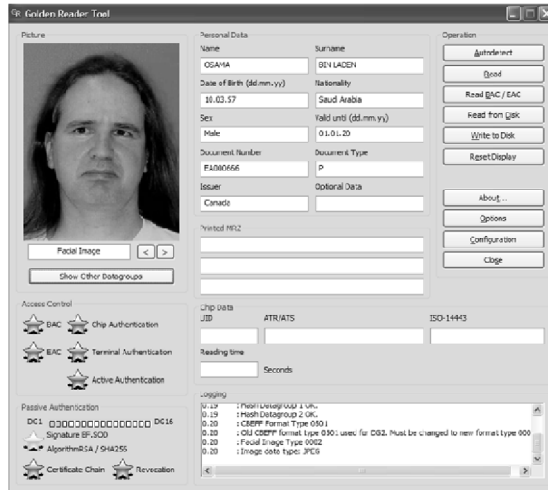 Golden Reader Tool
Picture
Facial Image
< >
Show Other Datagroups
Access Control
BAC Chip Authentication
EAC Terminal Authentication
Active Authentication
Passive Authentication
DG1 DG16
Signature EF.SOD
AlgorithmRSA / SHA256
Certificate Chain Revocation
Personal Data
Name Surname
OSAMA BIN LADEN
Date of Birth (dd.mm.yy) Nationality
10.03.57 Saudi Arabia
Sex Valid until (dd.mm.yy)
Male 01.01.20
Document Number Document Type
EA000666 P
Issuer Optional Data
Canada
Printed MRZ
Chip Data
UID ATR/ATS ISO-14443
Reading time
Seconds
Logging
0.19 : Hash Datagroup 1 OK.
0.19 : Hash Datagroup 2 OK.
0.20 : CBEFF Format Type 0501
0.20 : Old CBEFF format type 0501 used for DG2. Must be changed to new format type 000
0.20 : Facial Image Type 0002
0.20 : Image data type: JPEG
Operation
Autodetect
Read
Read BAC / EAC
Read from Disk
Write to Disk
Reset Display
About...
Options
Configuration
Close